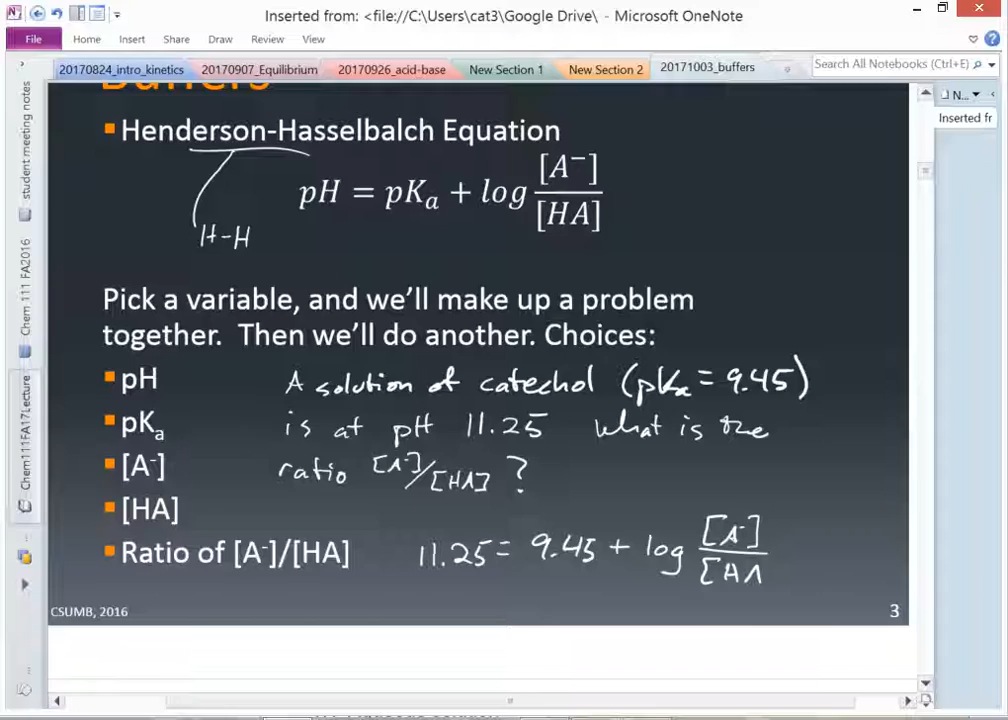 Inserted from: <file://C:\Users\cat3\Google Drive\ - Microsoft OneNote
File Home Insert Share Draw Review View
20170824_intro_kinetics 20170907_Equilibrium 20170926_acid-base New Section 1 New Section 2 20171003_buffers Search All Notebooks (Ctrl+E)
N...
Inserted fr
student meeting notes
Chem 111 FA2016
Chem111FA17Lecture
Buffers
Henderson-Hasselbalch Equation
pH = pKₐ + log [A⁻]/[HA]
H-H
Pick a variable, and we'll make up a problem
together. Then we'll do another. Choices:
pH
pKₐ
[A⁻]
[HA]
Ratio of [A⁻]/[HA]
A solution of catechol (pKₐ = 9.45)
is at pH 11.25 what is the
ratio [A⁻]/[HA] ?
11.25 = 9.45 + log [A⁻]/[HA
CSUMB, 2016
3